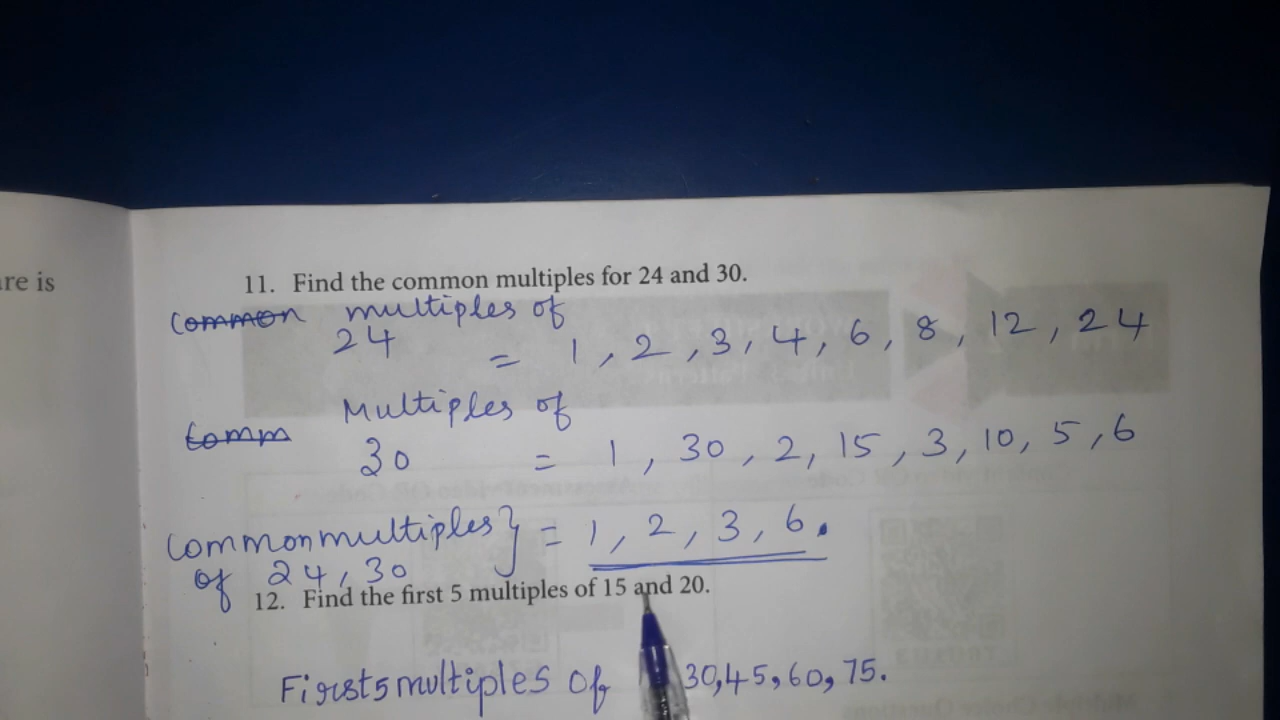 are is
11. Find the common multiples for 24 and 30.
common multiples of
24 = 1, 2, 3, 4, 6, 8, 12, 24
Comm Multiples of
30 = 1, 30, 2, 15, 3, 10, 5, 6
Common multiples } = 1, 2, 3, 6.
of 24, 30
12. Find the first 5 multiples of 15 and 20.
First 5 multiples of 30, 45, 60, 75.